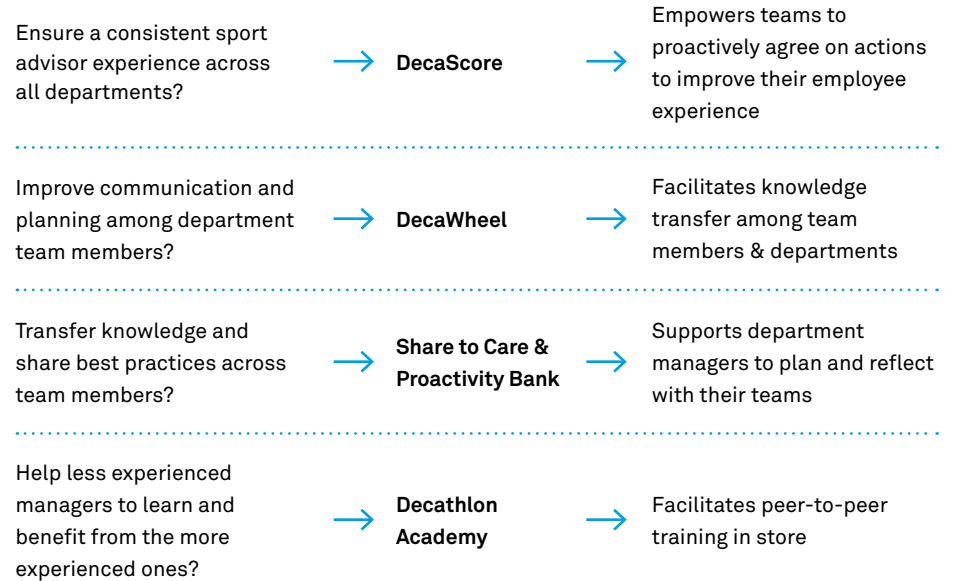 Ensure a consistent sport
advisor experience across
all departments?
DecaScore
Empowers teams to
proactively agree on actions
to improve their employee
experience
Improve communication and
planning among department
team members?
DecaWheel
Facilitates knowledge
transfer among team
members & departments
Transfer knowledge and
share best practices across
team members?
Share to Care &
Proactivity Bank
Supports department
managers to plan and reflect
with their teams
Help less experienced
managers to learn and
benefit from the more
experienced ones?
Decathlon
Academy
Facilitates peer-to-peer
training in store